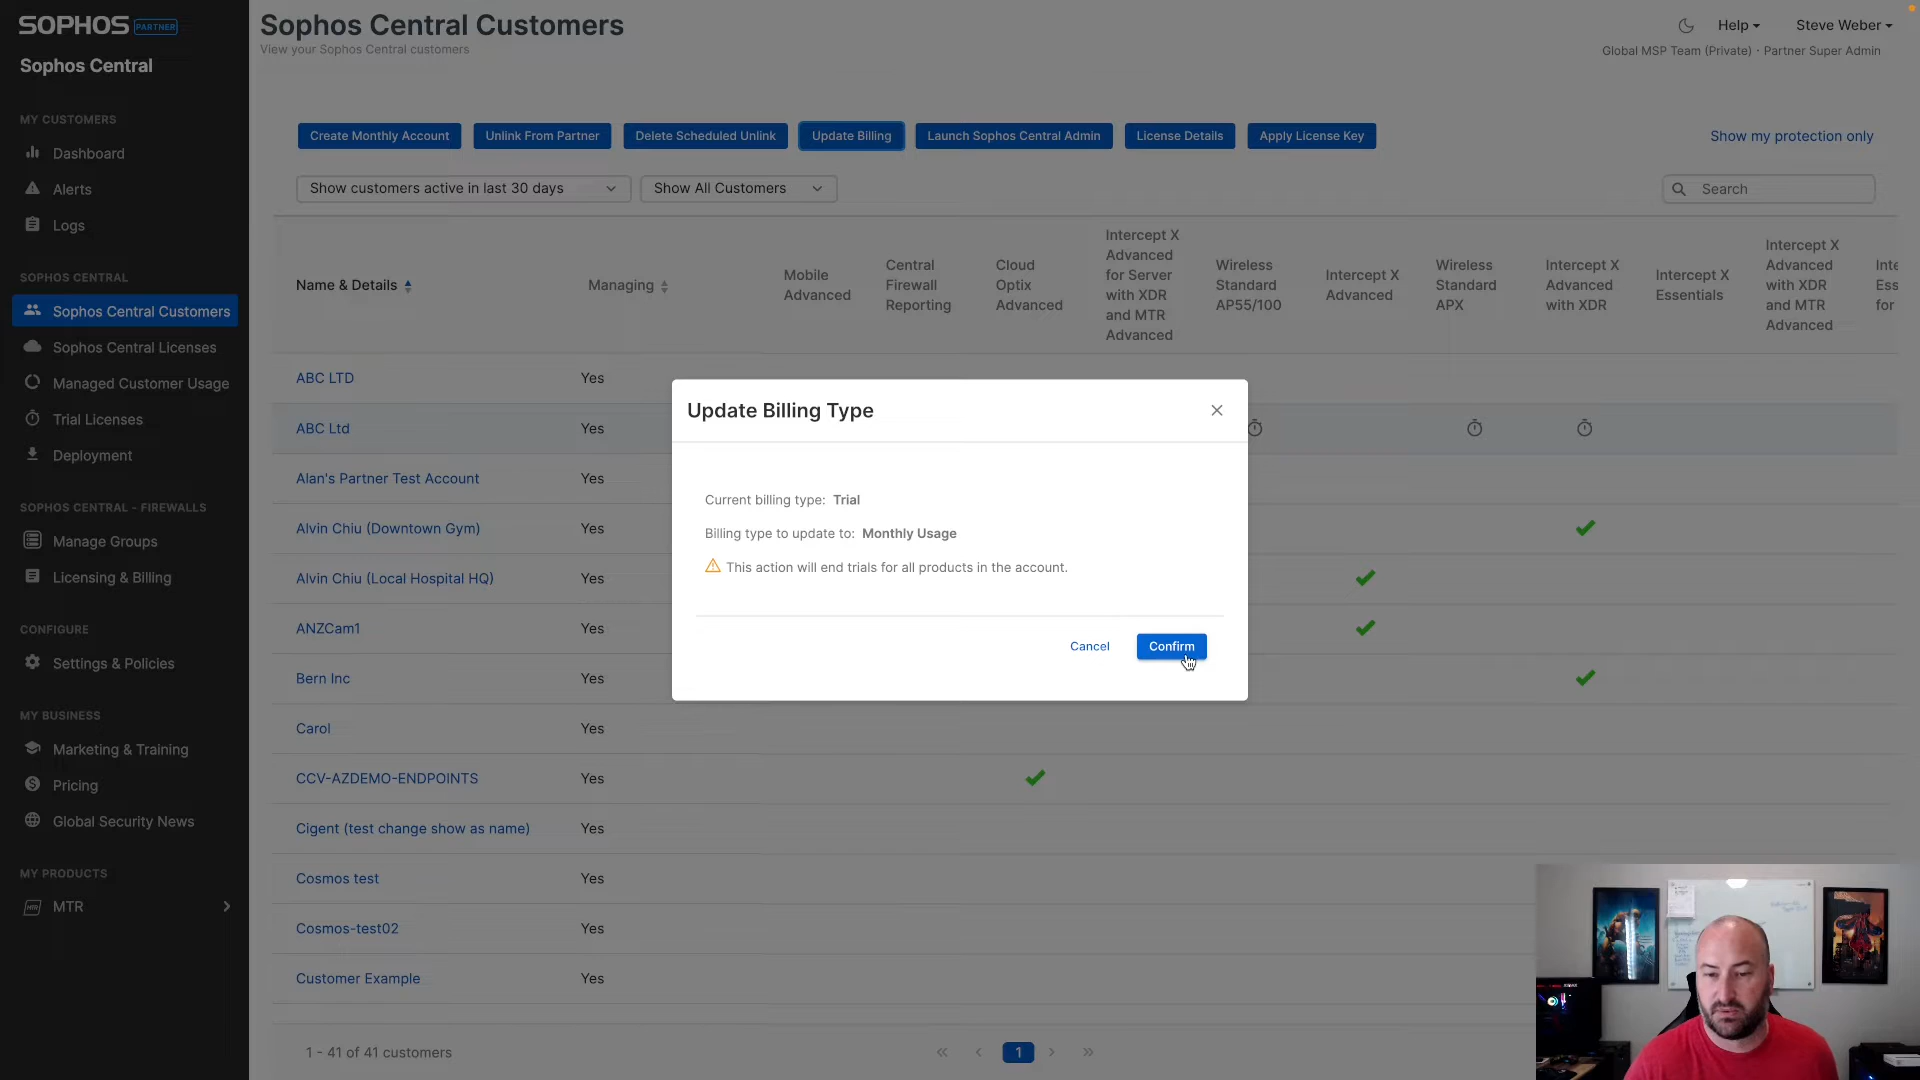 SOPHOS PARTNER
Sophos Central
MY CUSTOMERS
Dashboard
Alerts
Logs
SOPHOS CENTRAL
Sophos Central Customers
Sophos Central Licenses
Managed Customer Usage
Trial Licenses
Deployment
SOPHOS CENTRAL - FIREWALLS
Manage Groups
Licensing & Billing
CONFIGURE
Settings & Policies
MY BUSINESS
Marketing & Training
Pricing
Global Security News
MY PRODUCTS
MTR
Sophos Central Customers
View your Sophos Central customers
Help
Steve Weber
Global MSP Team (Private) · Partner Super Admin
Create Monthly Account
Unlink From Partner
Delete Scheduled Unlink
Update Billing
Launch Sophos Central Admin
License Details
Apply License Key
Show my protection only
Show customers active in last 30 days
Show All Customers
Search
Name & Details
Managing
Mobile
Advanced
Central
Firewall
Reporting
Cloud
Optix
Advanced
Intercept X
Advanced
for Server
with XDR
and MTR
Advanced
Wireless
Standard
AP55/100
Intercept X
Advanced
Wireless
Standard
APX
Intercept X
Advanced
with XDR
Intercept X
Essentials
Intercept X
Advanced
with XDR
and MTR
Advanced
Inte
Ess
for
ABC LTD Yes
ABC Ltd Yes
Alan's Partner Test Account Yes
Alvin Chiu (Downtown Gym) Yes
Alvin Chiu (Local Hospital HQ) Yes
ANZCam1 Yes
Bern Inc Yes
Carol Yes
CCV-AZDEMO-ENDPOINTS Yes
Cigent (test change show as name) Yes
Cosmos test Yes
Cosmos-test02 Yes
Customer Example Yes
1 - 41 of 41 customers
1
Update Billing Type
Current billing type: Trial
Billing type to update to: Monthly Usage
This action will end trials for all products in the account.
Cancel
Confirm